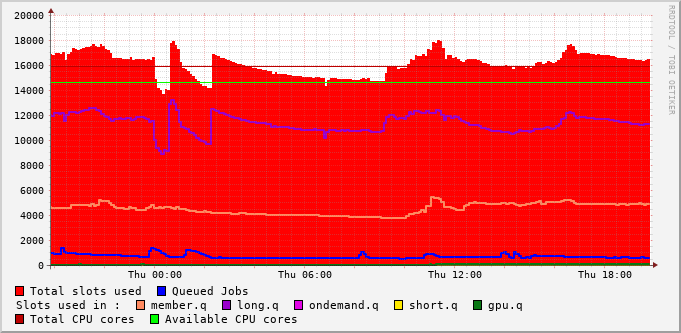 20000
18000
16000
14000
12000
10000
8000
6000
4000
2000
0
Thu 00:00 Thu 06:00 Thu 12:00 Thu 18:00
RRDTOOL / TOBI OETIKER
Total slots used Queued Jobs
Slots used in : member.q long.q ondemand.q short.q gpu.q
Total CPU cores Available CPU cores